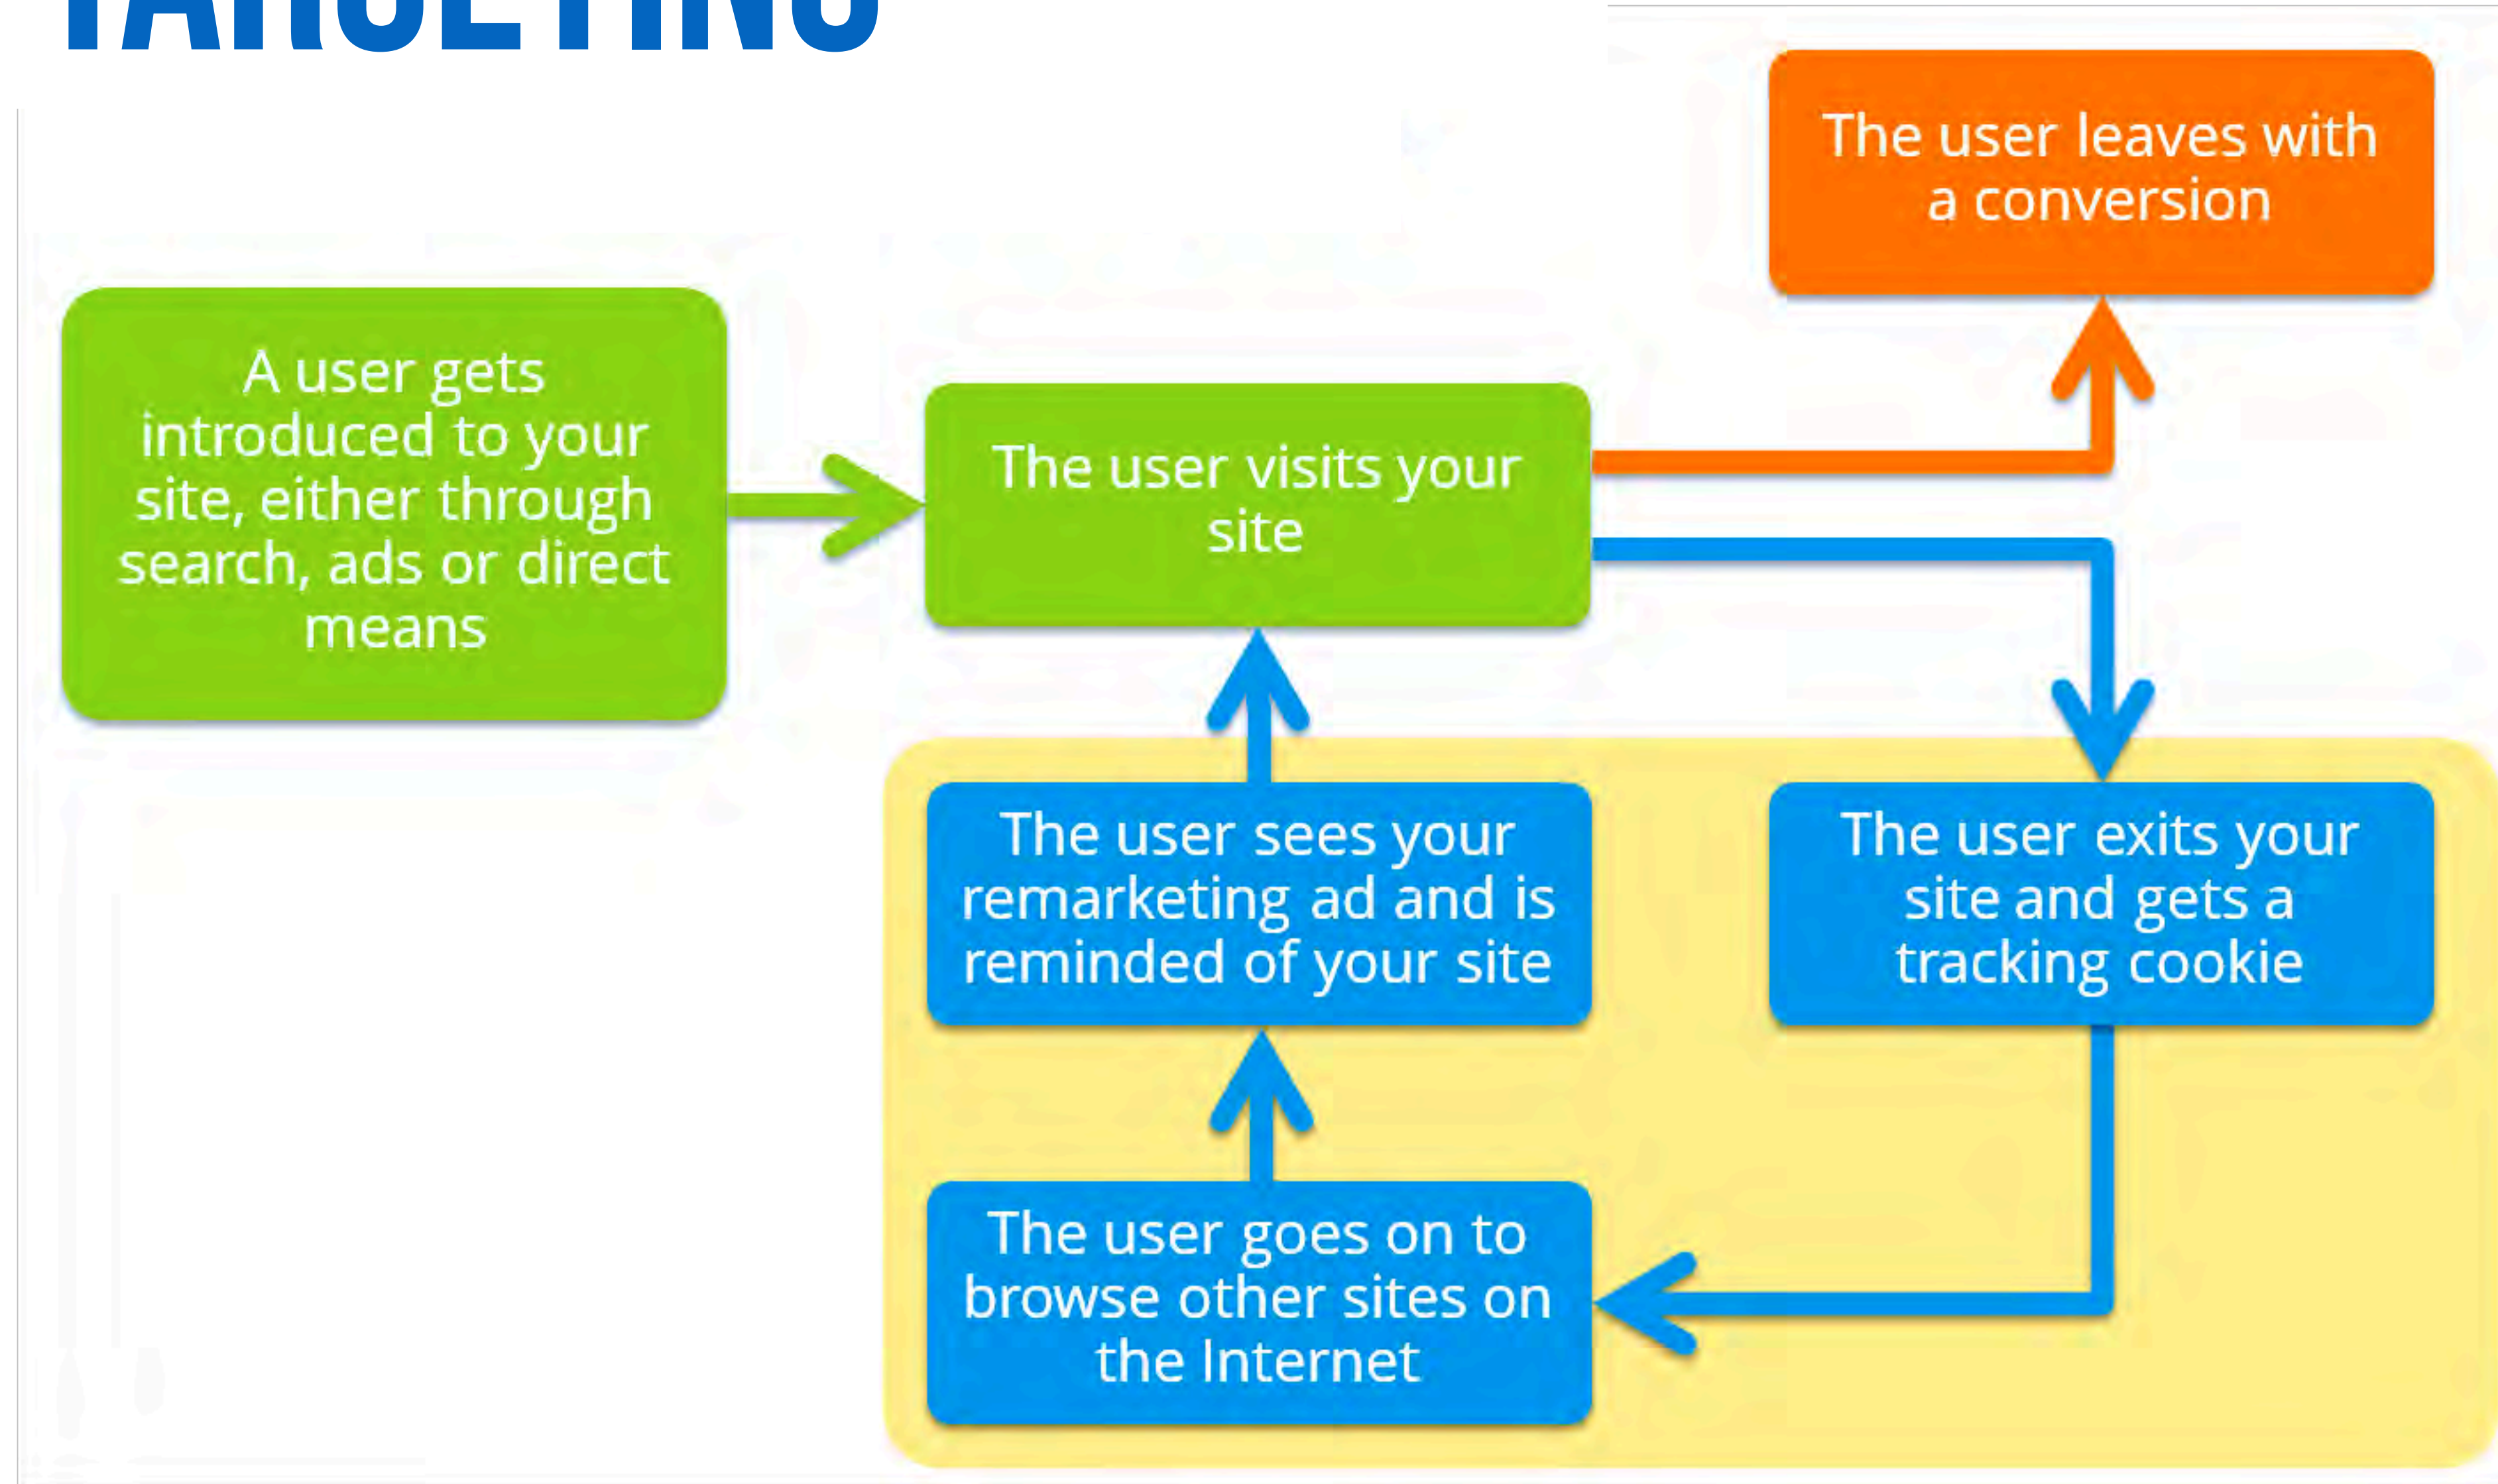 TARGETING
The user leaves with
a conversion
A user gets
introduced to your
site, either through
search, ads or direct
means
The user visits your
site
The user sees your
remarketing ad and is
reminded of your site
The user exits your
site and gets a
tracking cookie
The user goes on to
browse other sites on
the Internet